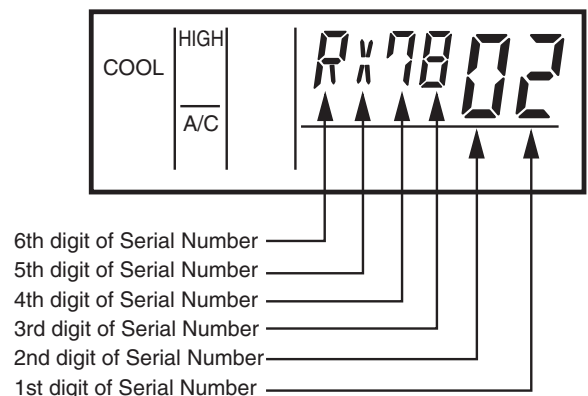 HIGH
COOL
A/C
Rx7802
6th digit of Serial Number
5th digit of Serial Number
4th digit of Serial Number
3rd digit of Serial Number
2nd digit of Serial Number
1st digit of Serial Number